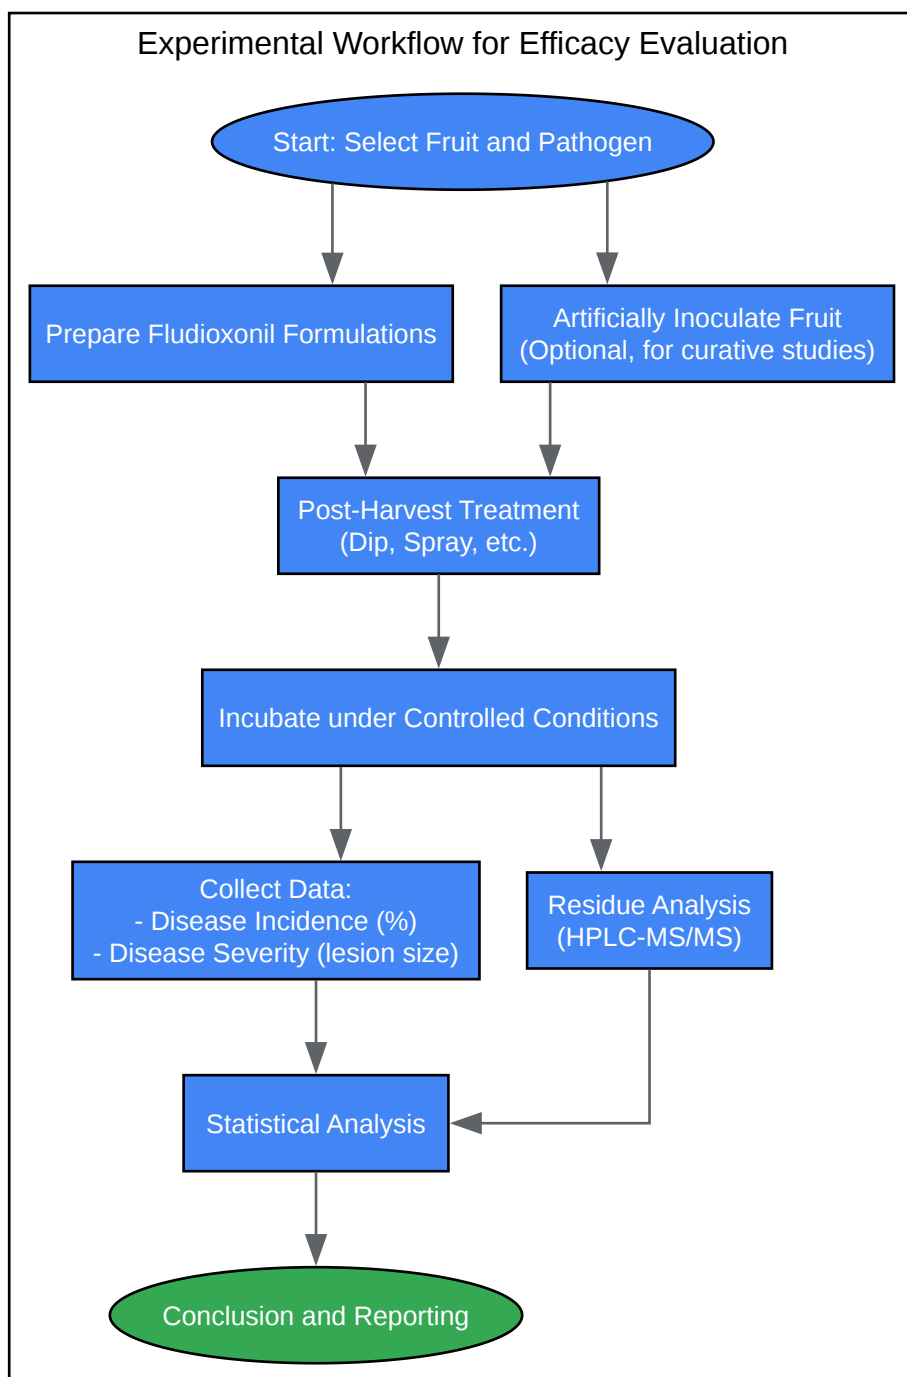 Experimental Workflow for Efficacy Evaluation
Start: Select Fruit and Pathogen
Prepare Fludioxonil Formulations
Artificially Inoculate Fruit
(Optional, for curative studies)
Post-Harvest Treatment
(Dip, Spray, etc.)
Incubate under Controlled Conditions
Collect Data:
- Disease Incidence (%)
- Disease Severity (lesion size)
Residue Analysis
(HPLC-MS/MS)
Statistical Analysis
Conclusion and Reporting